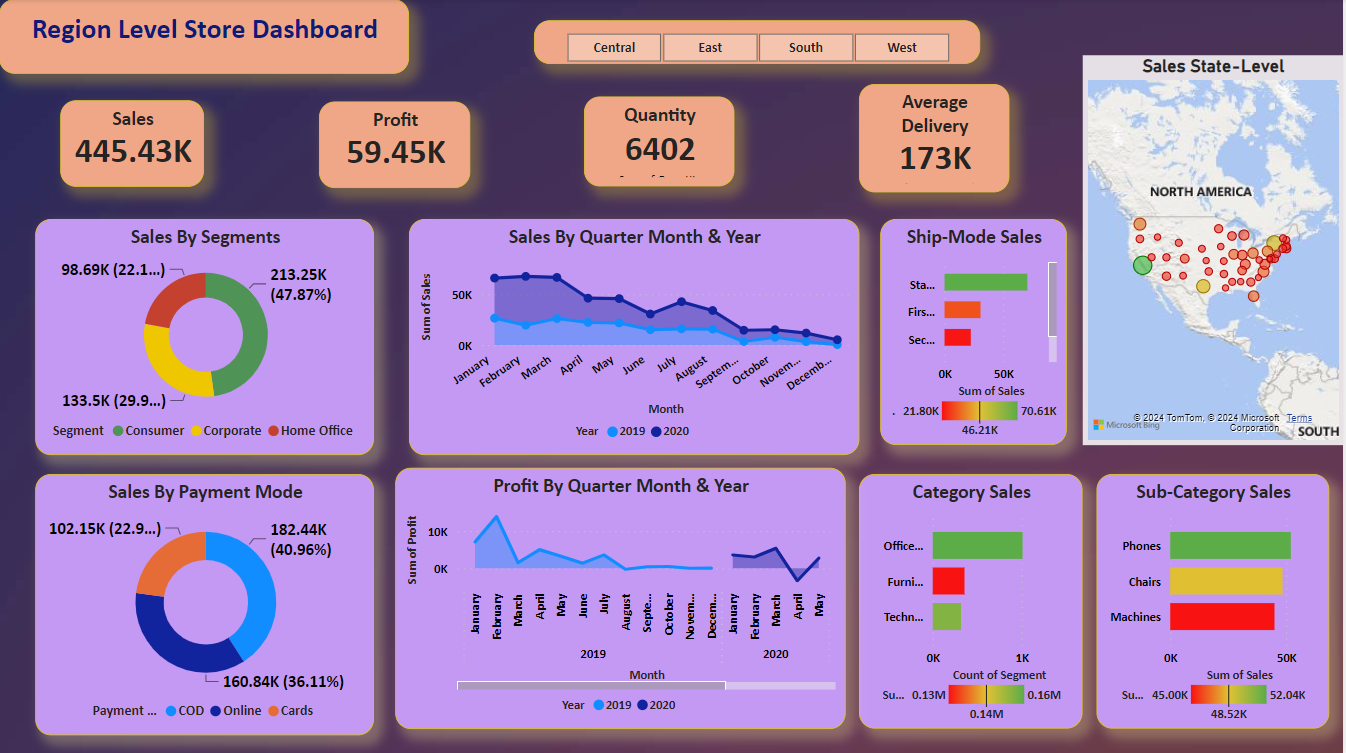 Region Level Store Dashboard
Central East South West
Sales
445.43K
Profit
59.45K
Quantity
6402
Average
Delivery
173K
Sales State-Level
NORTH AMERICA
© 2024 TomTom, © 2024 Microsoft Terms
Corporation
Microsoft Bing
SOUTH
Sales By Segments
98.69K (22.1...)
213.25K
(47.87%)
133.5K (29.9...)
Segment Consumer Corporate Home Office
Sales By Quarter Month & Year
Sum of Sales
50K
0K
January February March April May June July August Septem... October Novem... Decemb...
Month
Year 2019 2020
Ship-Mode Sales
Sta...
Firs...
Sec...
0K 50K
Sum of Sales
. 21.80K 70.61K
46.21K
Sales By Payment Mode
102.15K (22.9...)
182.44K
(40.96%)
160.84K (36.11%)
Payment ... COD Online Cards
Profit By Quarter Month & Year
Sum of Profit
10K
0K
January February March April May June July August Septe... October Novem... Decem... January February March April May
2019 2020
Month
Year 2019 2020
Category Sales
Office...
Furni...
Techn...
0K 1K
Count of Segment
Su... 0.13M 0.16M
0.14M
Sub-Category Sales
Phones
Chairs
Machines
0K 50K
Sum of Sales
Su... 45.00K 52.04K
48.52K